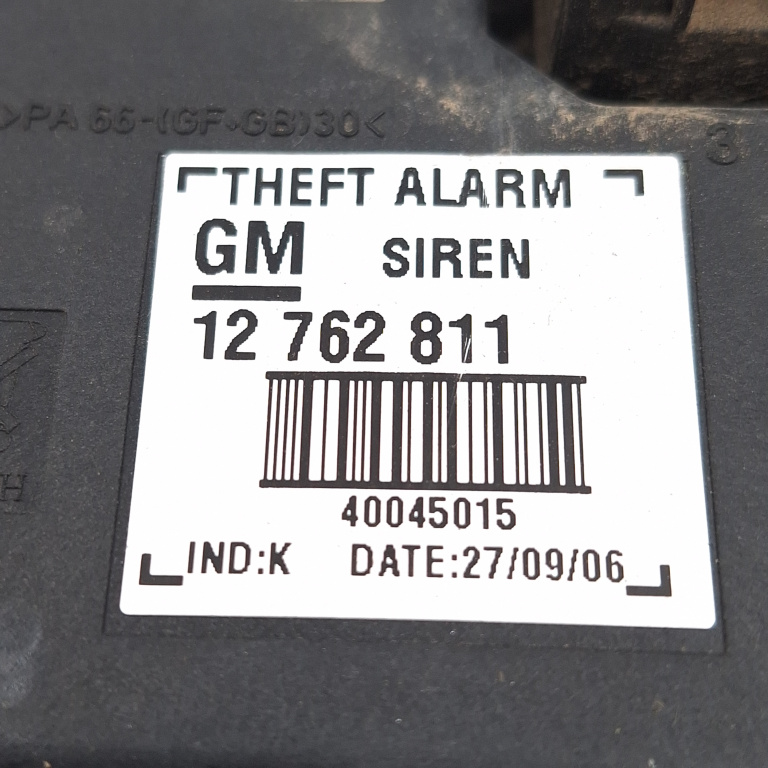 >PA 66-(GF+GB)30<
3
THEFT ALARM
GM SIREN
12 762 811
40045015
IND:K DATE:27/09/06
H